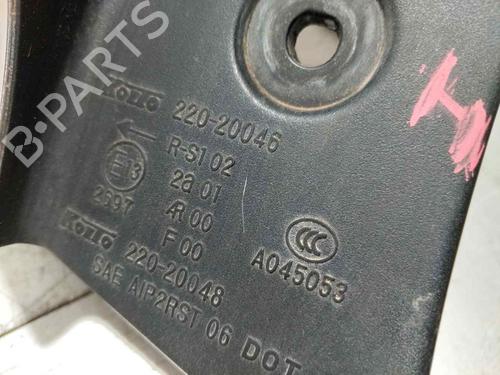 B-PARTS
KOITO 220-20046
R-S1 02
2a 01
AR 00
F 00
E13
2697
CCC
A045053
KOITO 220-20048
SAE AIP2RST 06 DOT
I